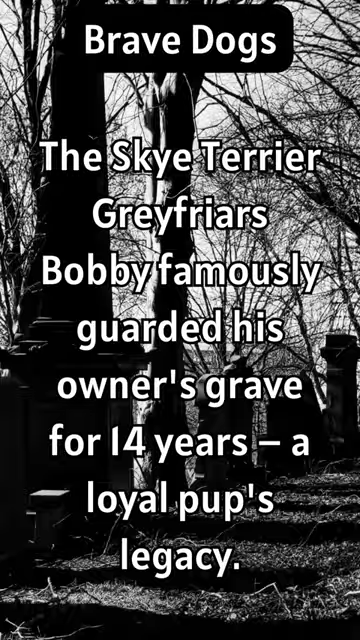 Brave Dogs
The Skye Terrier
Greyfriars
Bobby famously
guarded his
owner's grave
for 14 years – a
loyal pup's
legacy.